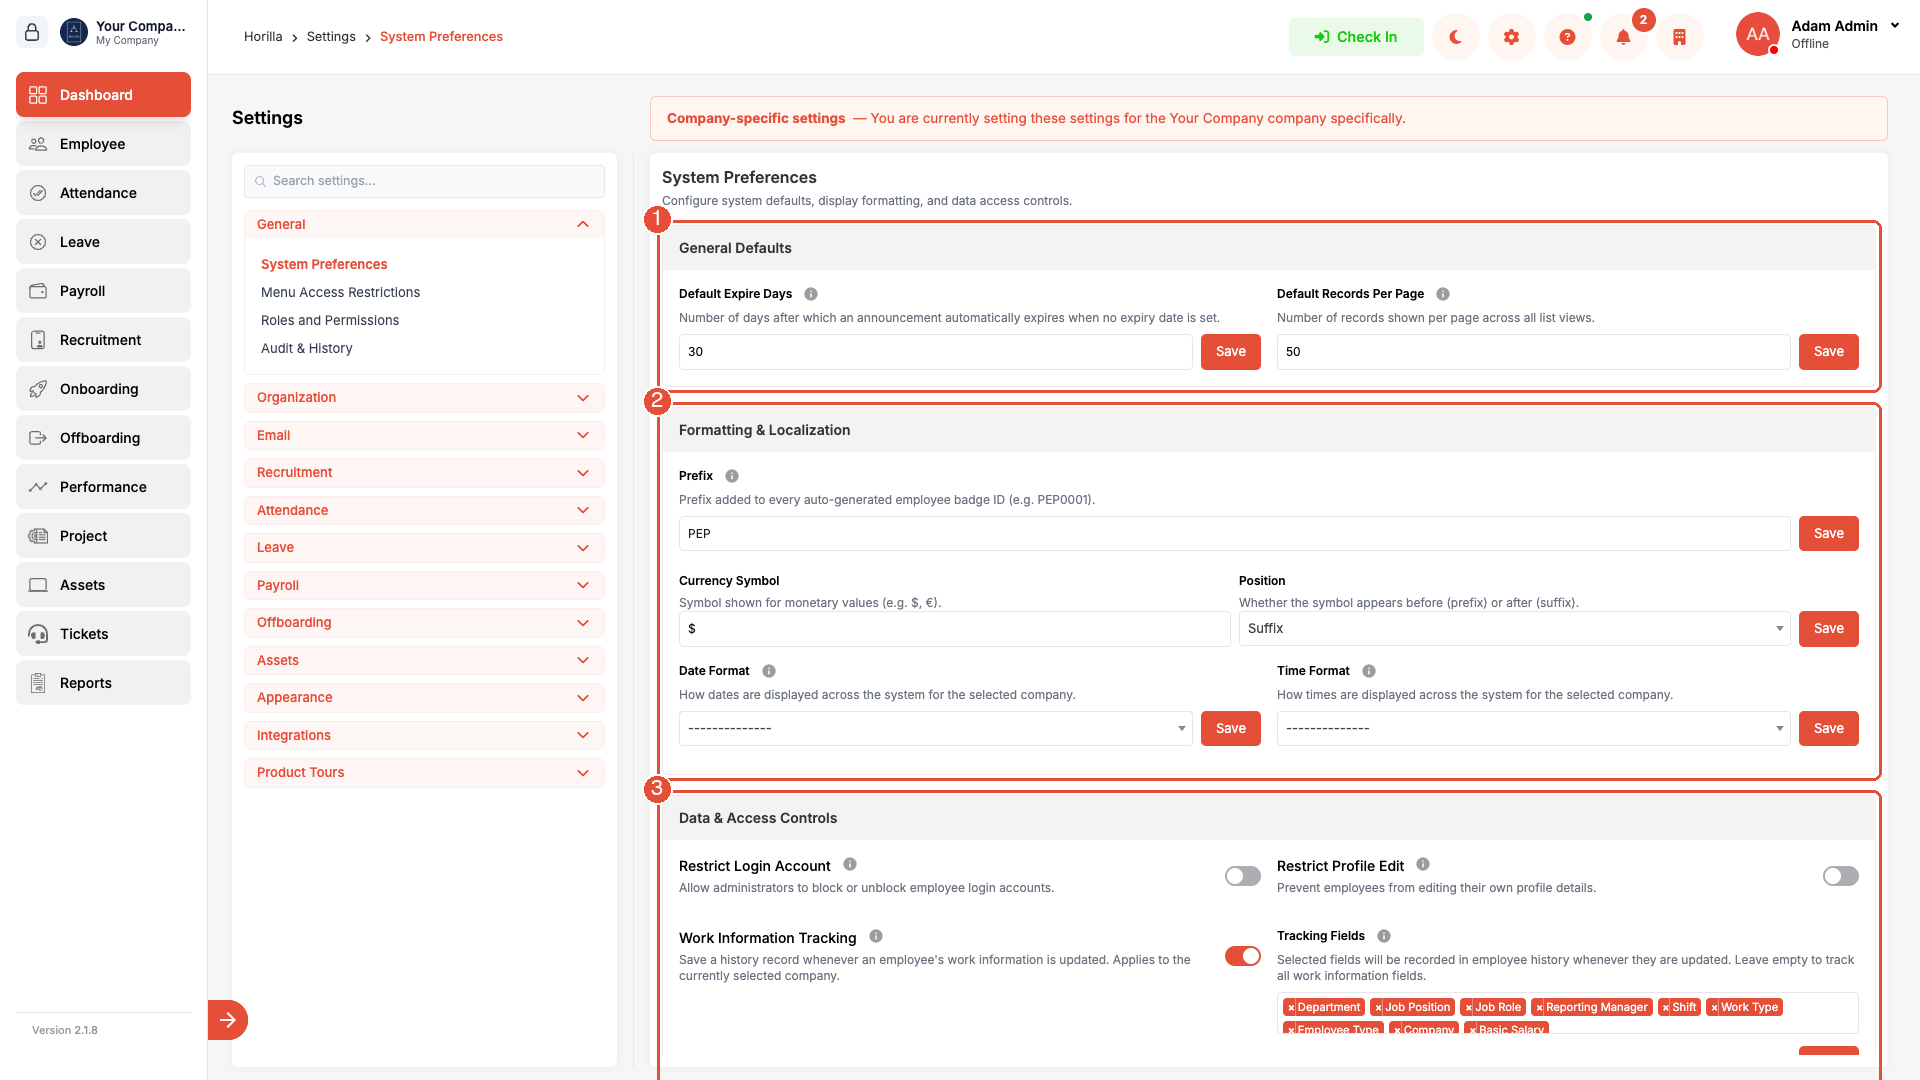 Your Compa...
My Company
Horilla > Settings > System Preferences
Check In
2
AA
Adam Admin
Offline
Dashboard
Employee
Attendance
Leave
Payroll
Recruitment
Onboarding
Offboarding
Performance
Project
Assets
Tickets
Reports
Version 2.1.8
Settings
Search settings...
General
System Preferences
Menu Access Restrictions
Roles and Permissions
Audit & History
Organization
Email
Recruitment
Attendance
Leave
Payroll
Offboarding
Assets
Appearance
Integrations
Product Tours
Company-specific settings — You are currently setting these settings for the Your Company company specifically.
System Preferences
Configure system defaults, display formatting, and data access controls.
1
General Defaults
Default Expire Days
Number of days after which an announcement automatically expires when no expiry date is set.
30
Save
Default Records Per Page
Number of records shown per page across all list views.
50
Save
2
Formatting & Localization
Prefix
Prefix added to every auto-generated employee badge ID (e.g. PEP0001).
PEP
Save
Currency Symbol
Symbol shown for monetary values (e.g. $, €).
$
Position
Whether the symbol appears before (prefix) or after (suffix).
Suffix
Save
Date Format
How dates are displayed across the system for the selected company.
--------------
Save
Time Format
How times are displayed across the system for the selected company.
--------------
Save
3
Data & Access Controls
Restrict Login Account
Allow administrators to block or unblock employee login accounts.
Restrict Profile Edit
Prevent employees from editing their own profile details.
Work Information Tracking
Save a history record whenever an employee's work information is updated. Applies to the
currently selected company.
Tracking Fields
Selected fields will be recorded in employee history whenever they are updated. Leave empty to track
all work information fields.
× Department × Job Position × Job Role × Reporting Manager × Shift × Work Type
× Employee Type × Company × Basic Salary